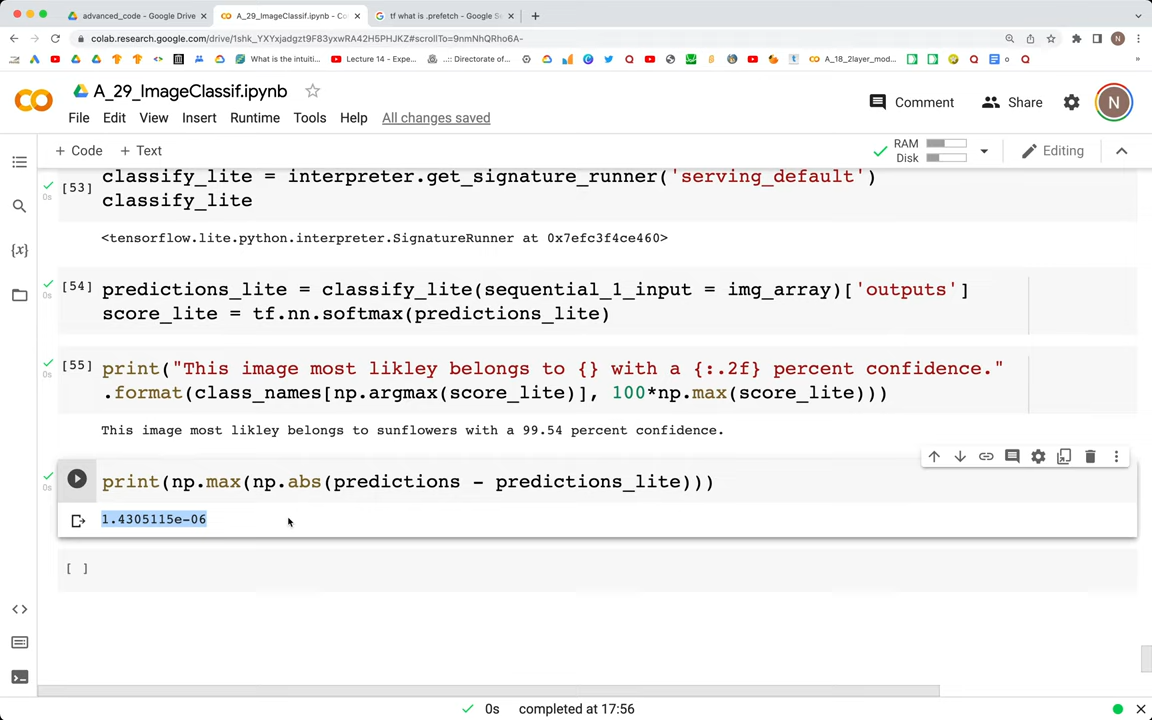 advanced_code - Google Drive
A_29_ImageClassif.ipynb - Co
tf what is .prefetch - Google Se
colab.research.google.com/drive/1shk_YXYxjadgzt9F83yxwRA42H5PHJKZ#scrollTo=9nmNhQRho6A-
N
What is the intuiti...
Lecture 14 - Expe...
..:: Directorate of...
A_18_2layer_mod...
A_29_ImageClassif.ipynb
Comment
Share
N
File Edit View Insert Runtime Tools Help All changes saved
+ Code + Text
RAM
Disk
Editing
[53] classify_lite = interpreter.get_signature_runner('serving_default')
0s
classify_lite
<tensorflow.lite.python.interpreter.SignatureRunner at 0x7efc3f4ce460>
[54] predictions_lite = classify_lite(sequential_1_input = img_array)['outputs']
0s
score_lite = tf.nn.softmax(predictions_lite)
[55] print("This image most likley belongs to {} with a {:.2f} percent confidence."
0s
.format(class_names[np.argmax(score_lite)], 100*np.max(score_lite)))
This image most likley belongs to sunflowers with a 99.54 percent confidence.
print(np.max(np.abs(predictions - predictions_lite)))
0s
1.4305115e-06
[ ]
{x}
<>
0s completed at 17:56